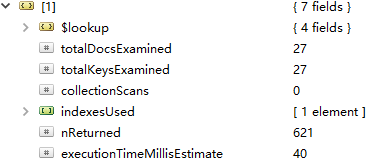 [1] { 7 fields }
$lookup { 4 fields }
totalDocsExamined 27
totalKeysExamined 27
collectionScans 0
indexesUsed [ 1 element ]
nReturned 621
executionTimeMillisEstimate 40